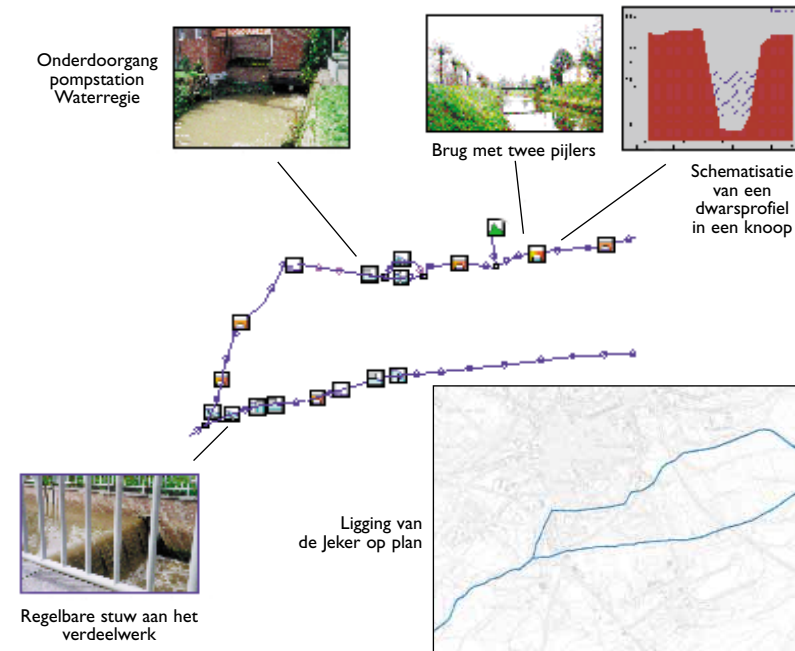 Onderdoorgang
pompstation
Waterregie
Brug met twee pijlers
Schematisatie
van een
dwarsprofiel
in een knoop
Ligging van
de Jeker op plan
Regelbare stuw aan het
verdeelwerk